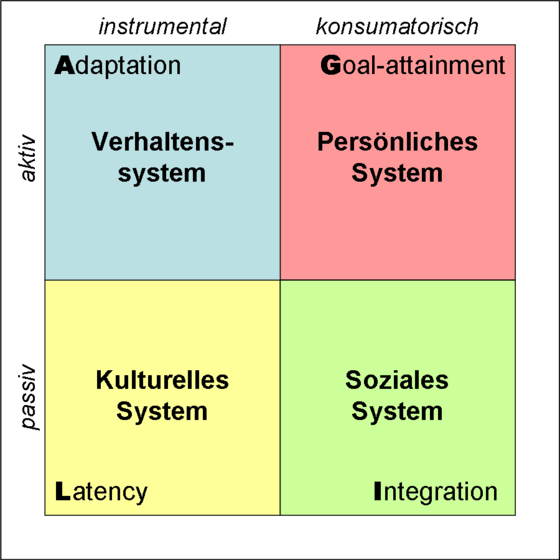 instrumental konsumatorisch
aktiv
Adaptation
Verhaltens-
system
Goal-attainment
Persönliches
System
passiv
Kulturelles
System
Latency
Soziales
System
Integration